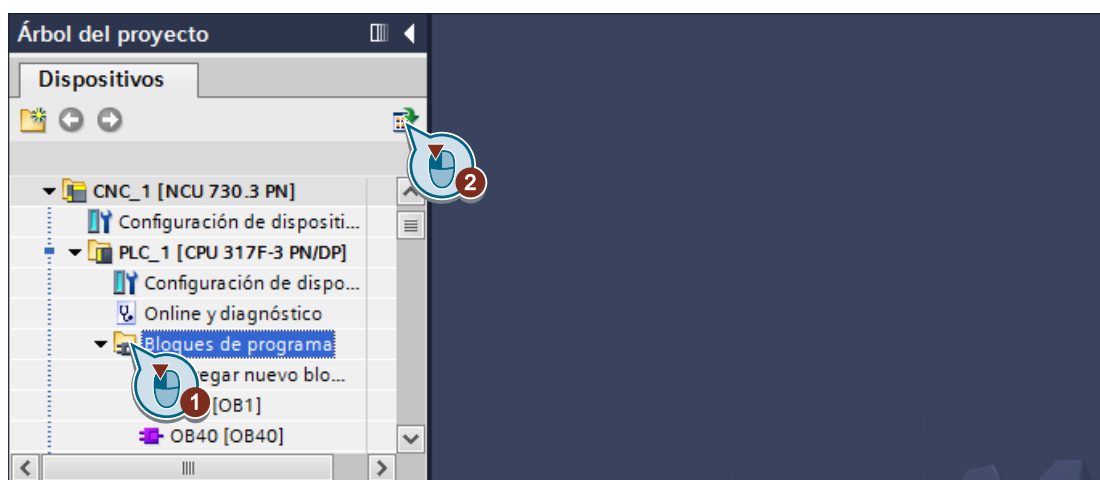 Árbol del proyecto
Dispositivos
CNC_1 [NCU 730.3 PN]
Configuración de dispositi...
PLC_1 [CPU 317F-3 PN/DP]
Configuración de dispo...
Online y diagnóstico
Bloques de programa
egar nuevo blo...
[OB1]
OB40 [OB40]
2
1